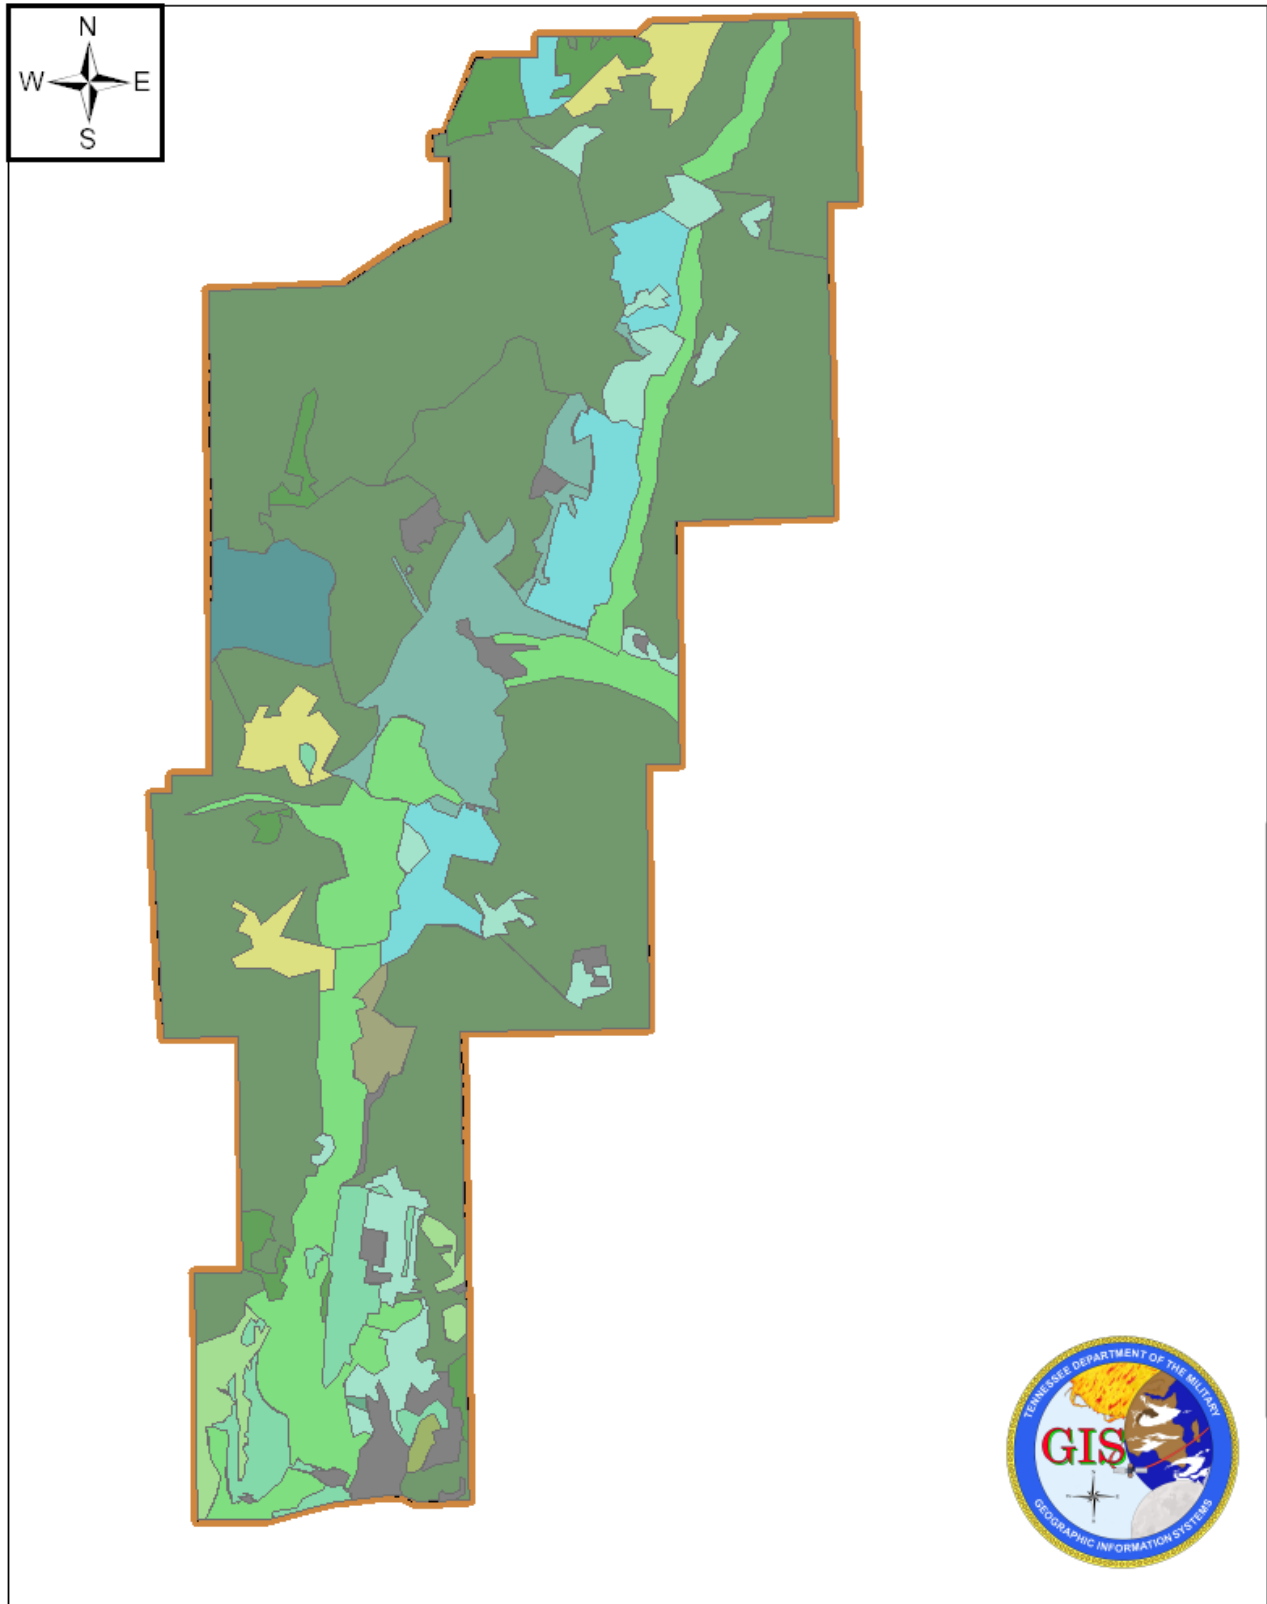 N
W E
S
TENNESSEE DEPARTMENT OF THE MILITARY
GIS
GEOGRAPHIC INFORMATION SYSTEMS